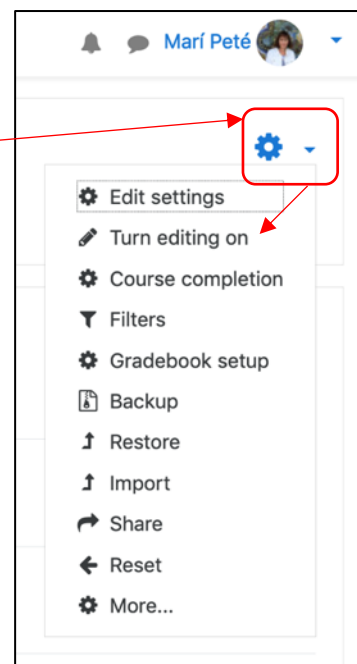 Marí Peté
Edit settings
Turn editing on
Course completion
Filters
Gradebook setup
Backup
Restore
Import
Share
Reset
More...